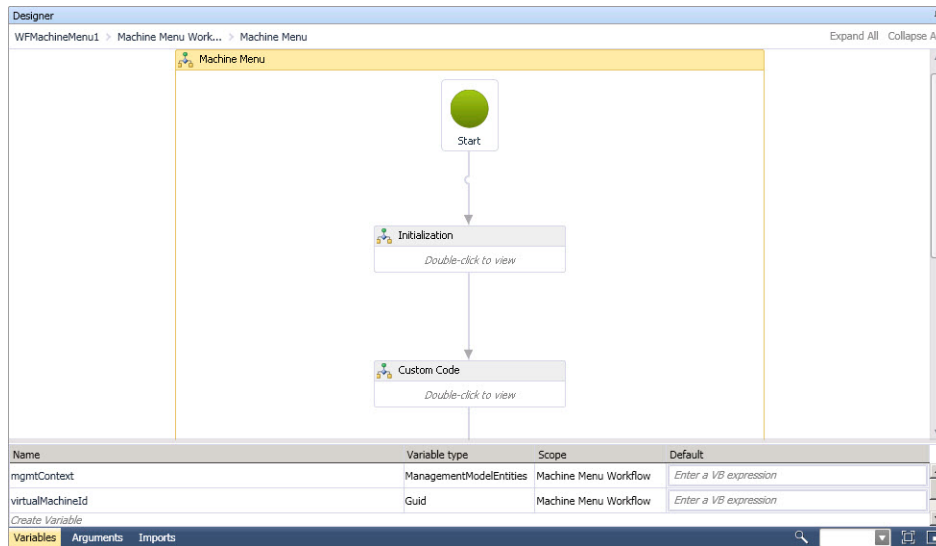 Designer
WFMachineMenu1 > Machine Menu Work... > Machine Menu Expand All Collapse A
Machine Menu
Start
Initialization
Double-click to view
Custom Code
Double-click to view
Name Variable type Scope Default
mgmtContext ManagementModelEntities Machine Menu Workflow Enter a VB expression
virtualMachineId Guid Machine Menu Workflow Enter a VB expression
Create Variable
Variables Arguments Imports